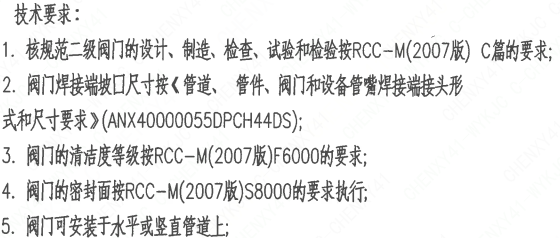 技术要求：
1. 核规范二级阀门的设计、制造、检查、试验和检验按RCC-M(2007版) C篇的要求;
2. 阀门焊接端坡口尺寸按《管道、 管件、阀门和设备管嘴焊接端接头形
式和尺寸要求》(ANX40000055DPCH44DS);
3. 阀门的清洁度等级按RCC-M(2007版)F6000的要求;
4. 阀门的密封面按RCC-M(2007版)S8000的要求执行;
5. 阀门可安装于水平或竖直管道上;